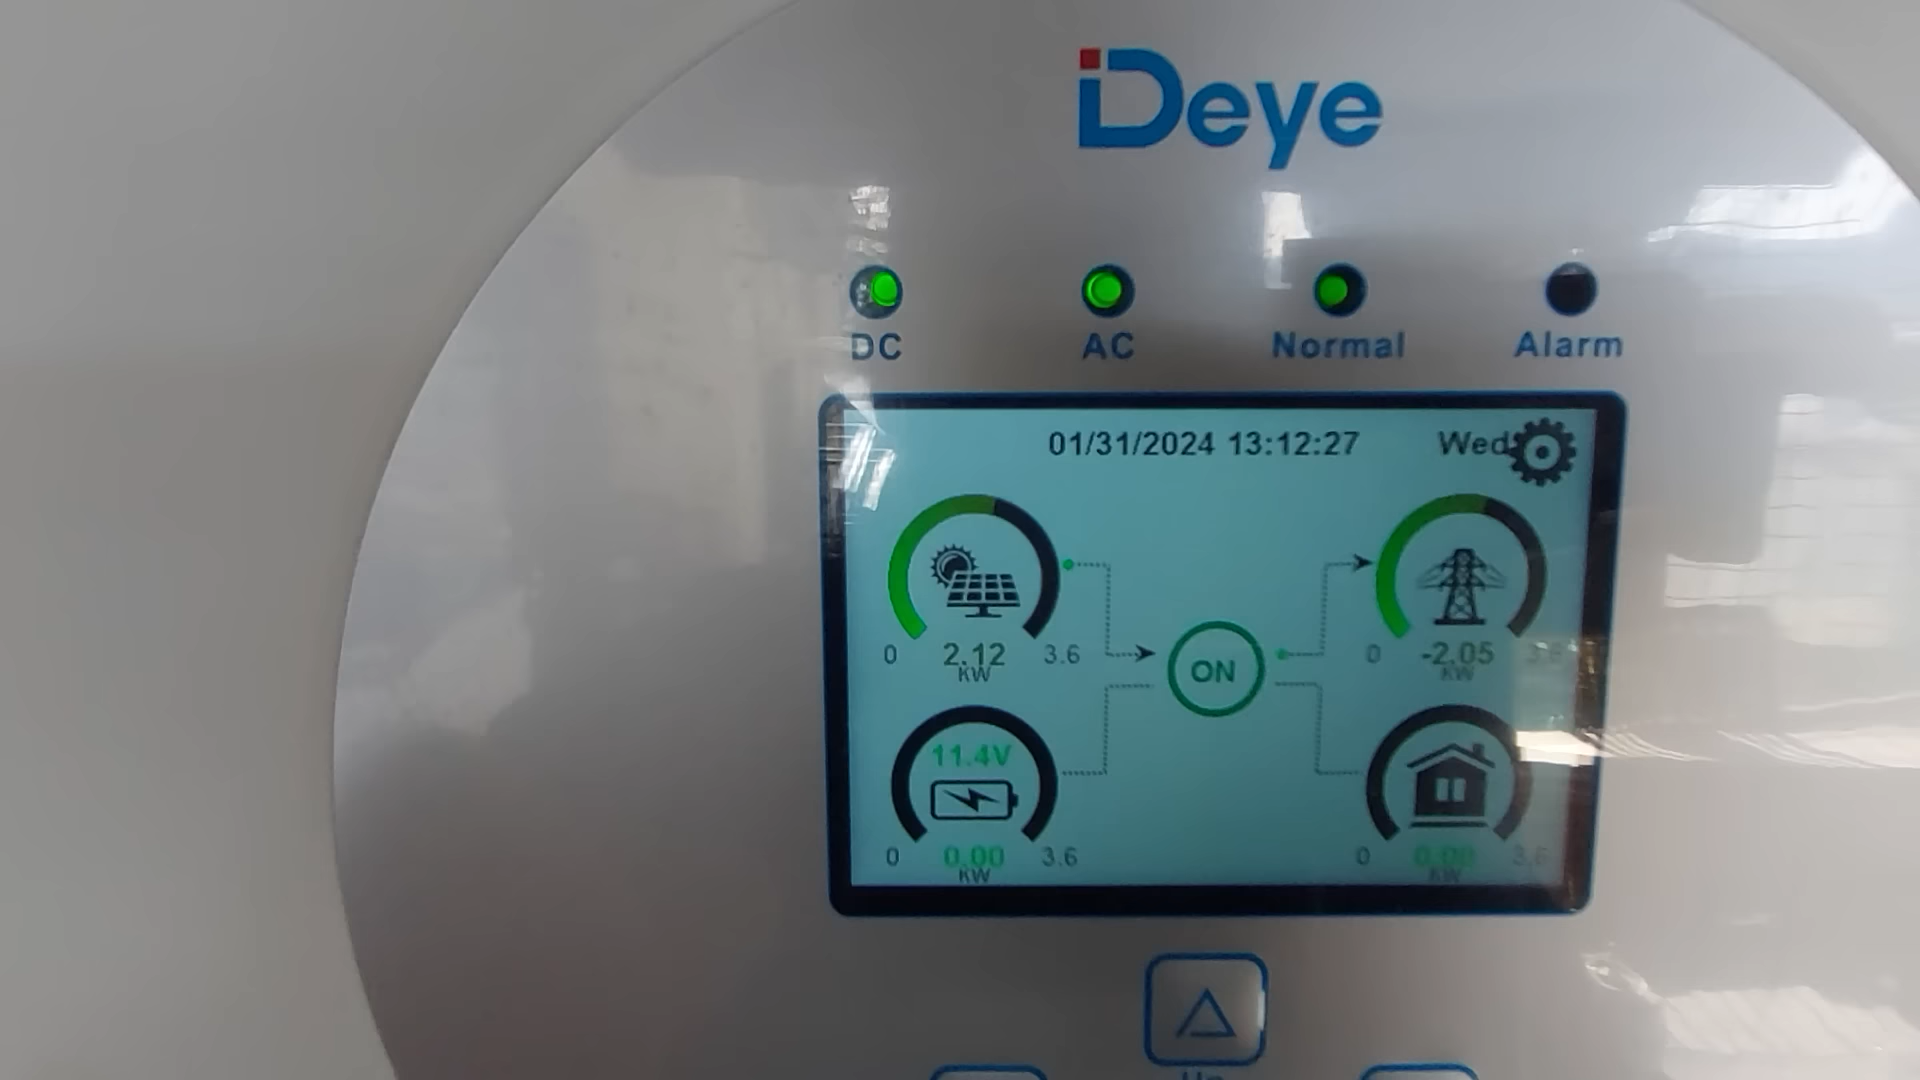 Deye
DC AC Normal Alarm
01/31/2024 13:12:27 Wed
0 2.12 3.6
KW
0 -2.05
KW
ON
11.4V
0 0.00 3.6
KW
0 0.00 3.6
KW